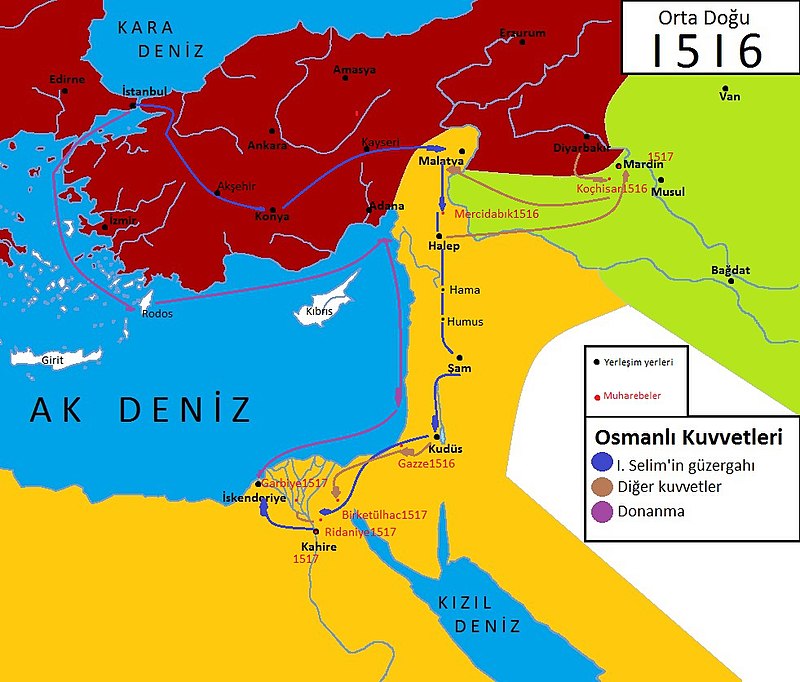 Orta Doğu
1516
KARA
DENİZ
Erzurum
Edirne
Amasya
İstanbul
Van
Ankara
Kayseri
Diyarbakır
Malatya
1517
Mardin
Akşehir
Koçhisar1516
Musul
Konya
Adana
Mercidabık1516
İzmir
Halep
Bağdat
Hama
Rodos
Kıbrıs
Humus
Girit
Şam
Yerleşim yerleri
Muharebeler
AK DENİZ
Osmanlı Kuvvetleri
I. Selim'in güzergahı
Diğer kuvvetler
Donanma
Kudüs
Gazze1516
Garbiye1517
İskenderiye
Birketülhac1517
Ridaniye1517
Kahire
1517
KIZIL
DENİZ